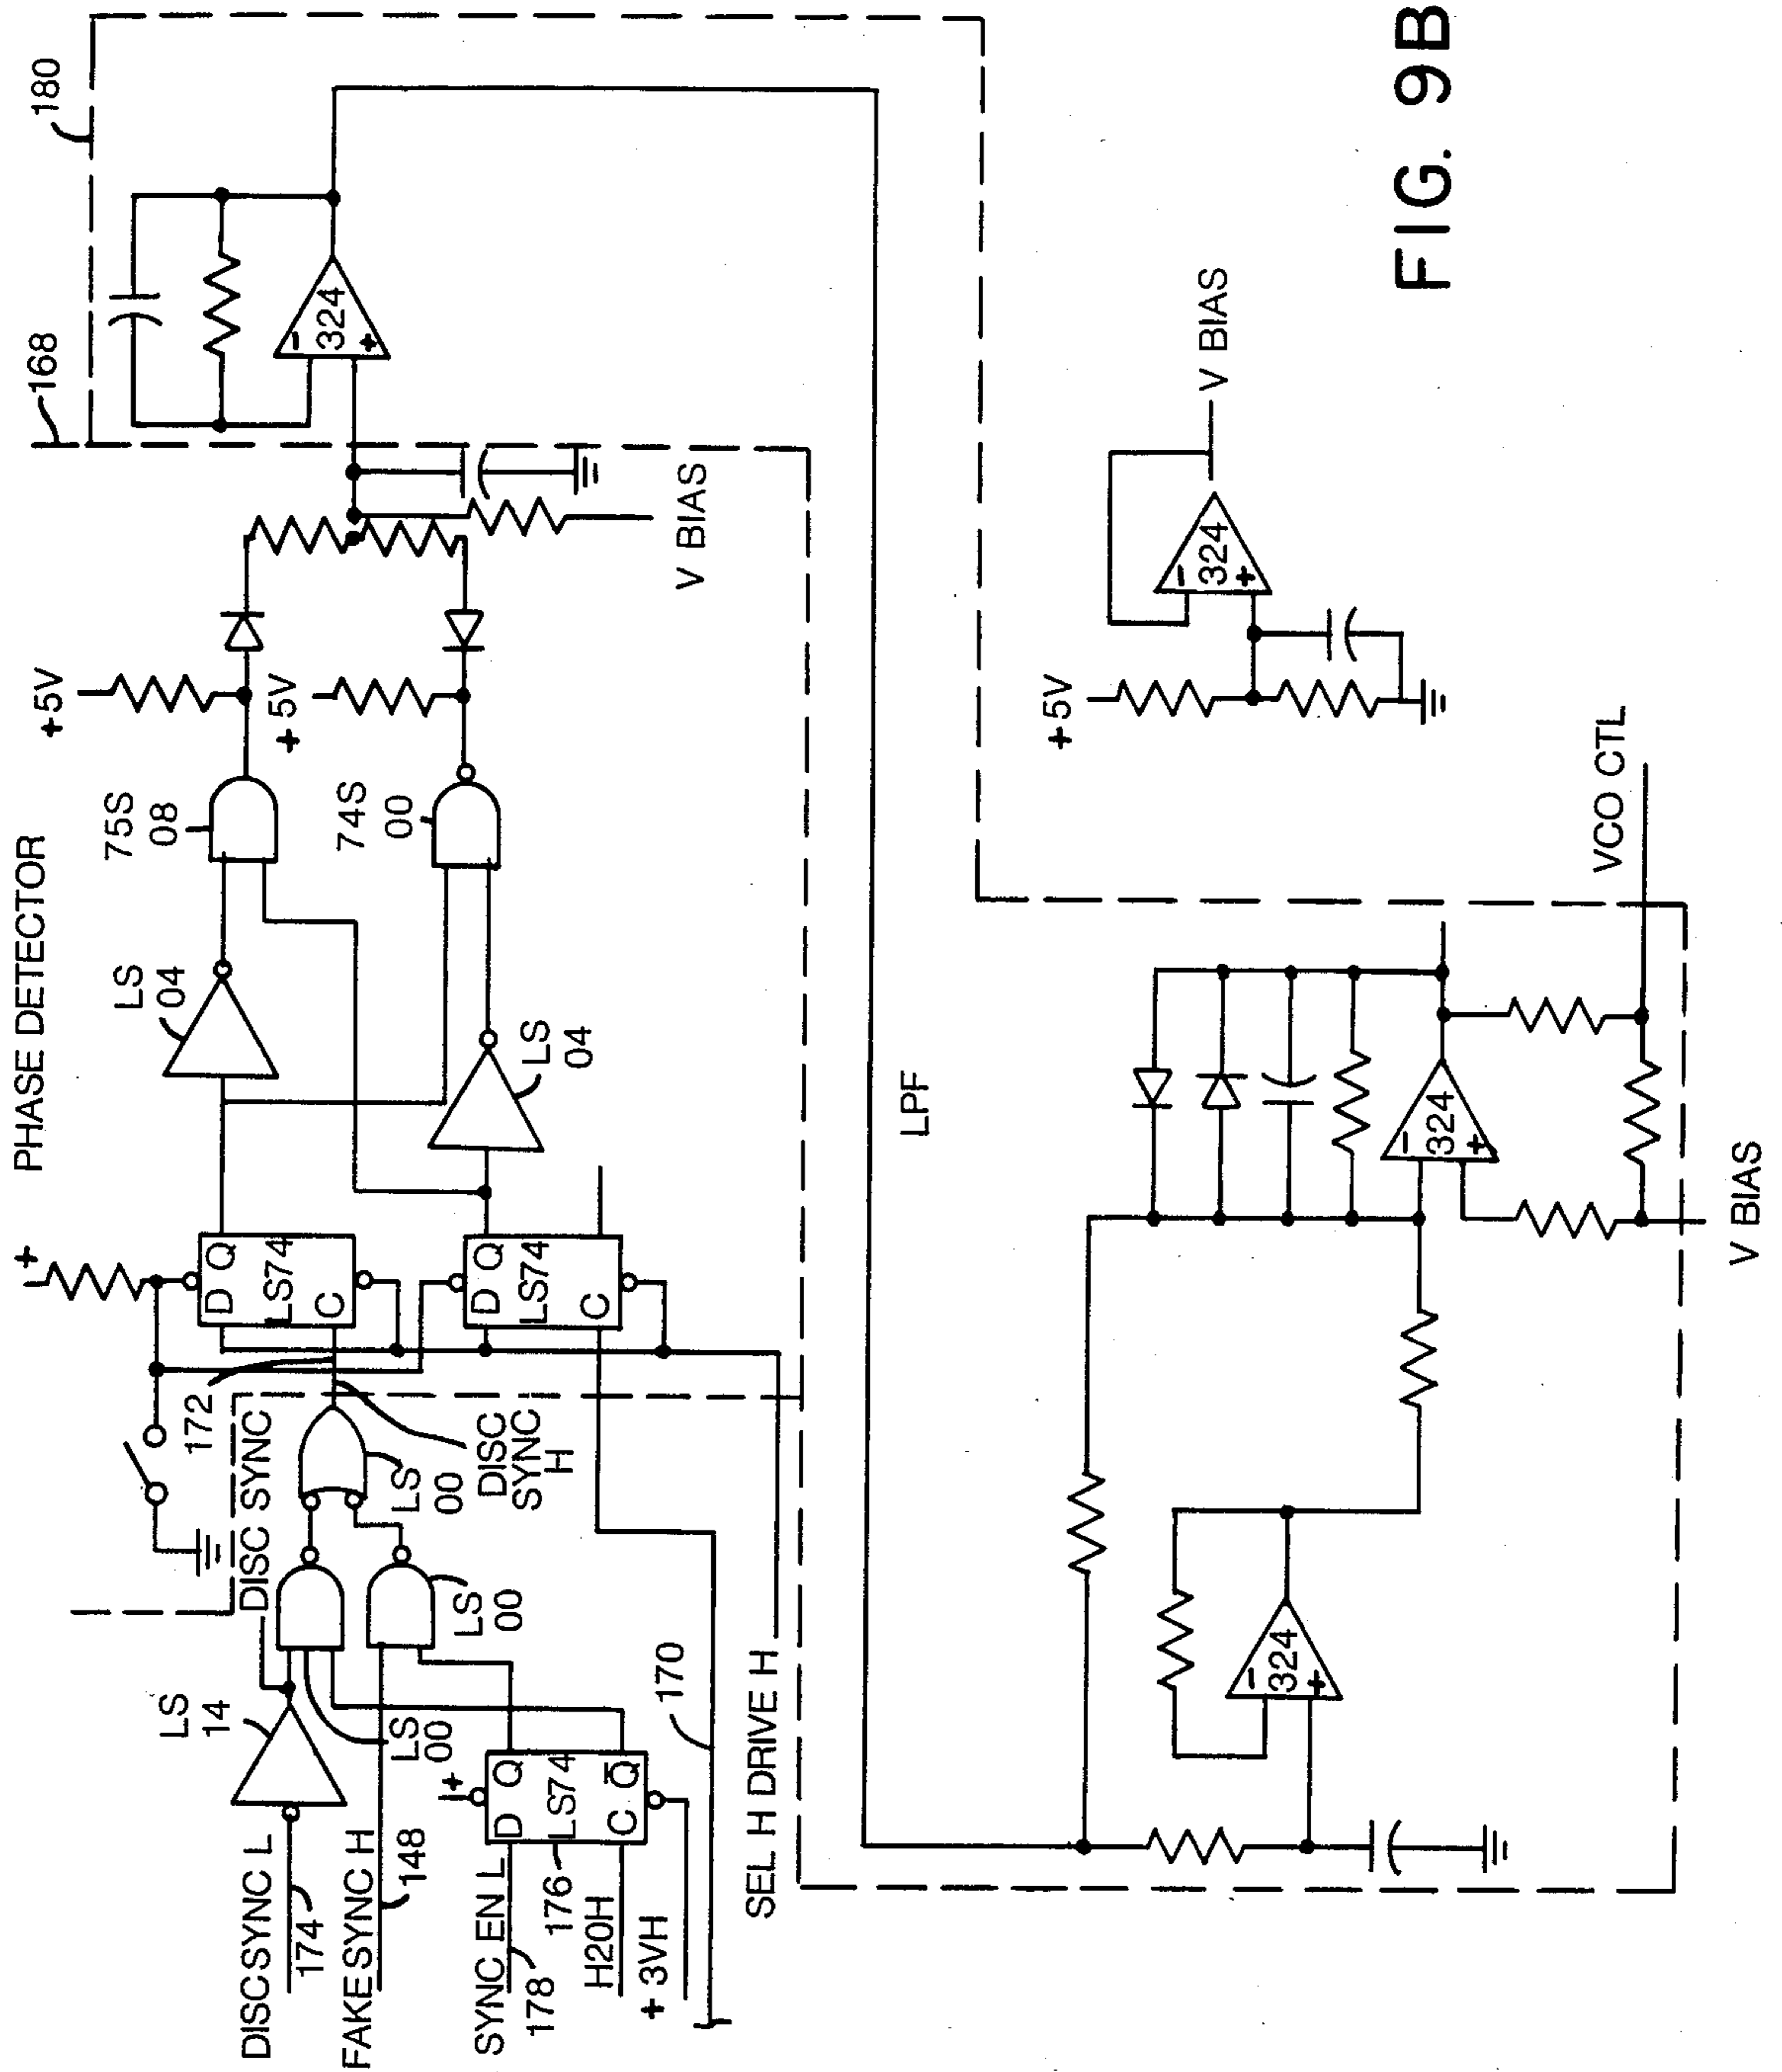 PHASE DETECTOR
168
180
+5V
+5V
75S
08
74S
00
LS
04
LS
04
+
D Q
LS74
C
D Q
LS74
C
172
DISC SYNC
DISC
SYNC
H
LS
00
LS
00
LS
00
LS
14
DISCSYNC L
174
FAKESYNC H
148
SYNC EN L
178
176
D Q
LS74
C Q̅
+
H20H
+ 3VH
170
SEL H DRIVE H
V BIAS
-
324
+
LPF
-
324
+
-
324
+
V BIAS
VCO CTL
+5V
-
324
+
V BIAS
FIG. 9B